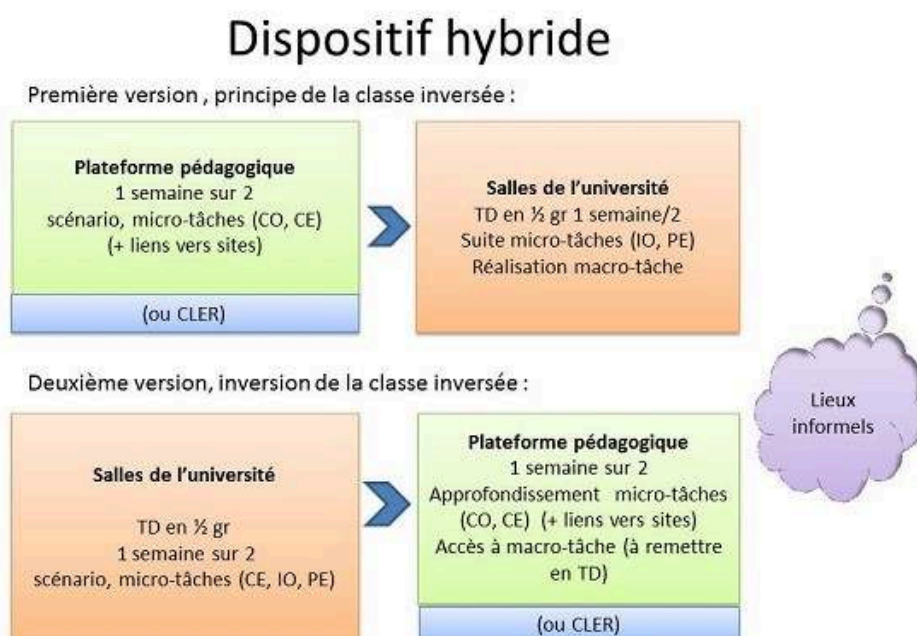 Dispositif hybride
Première version , principe de la classe inversée :
Plateforme pédagogique
1 semaine sur 2
scénario, micro-tâches (CO, CE)
(+ liens vers sites)
(ou CLER)
Salles de l'université
TD en ½ gr 1 semaine/2
Suite micro-tâches (IO, PE)
Réalisation macro-tâche
Deuxième version, inversion de la classe inversée :
Salles de l'université
TD en ½ gr
1 semaine sur 2
scénario, micro-tâches (CE, IO, PE)
Plateforme pédagogique
1 semaine sur 2
Approfondissement micro-tâches
(CO, CE) (+ liens vers sites)
Accès à macro-tâche (à remettre
en TD)
(ou CLER)
Lieux
informels